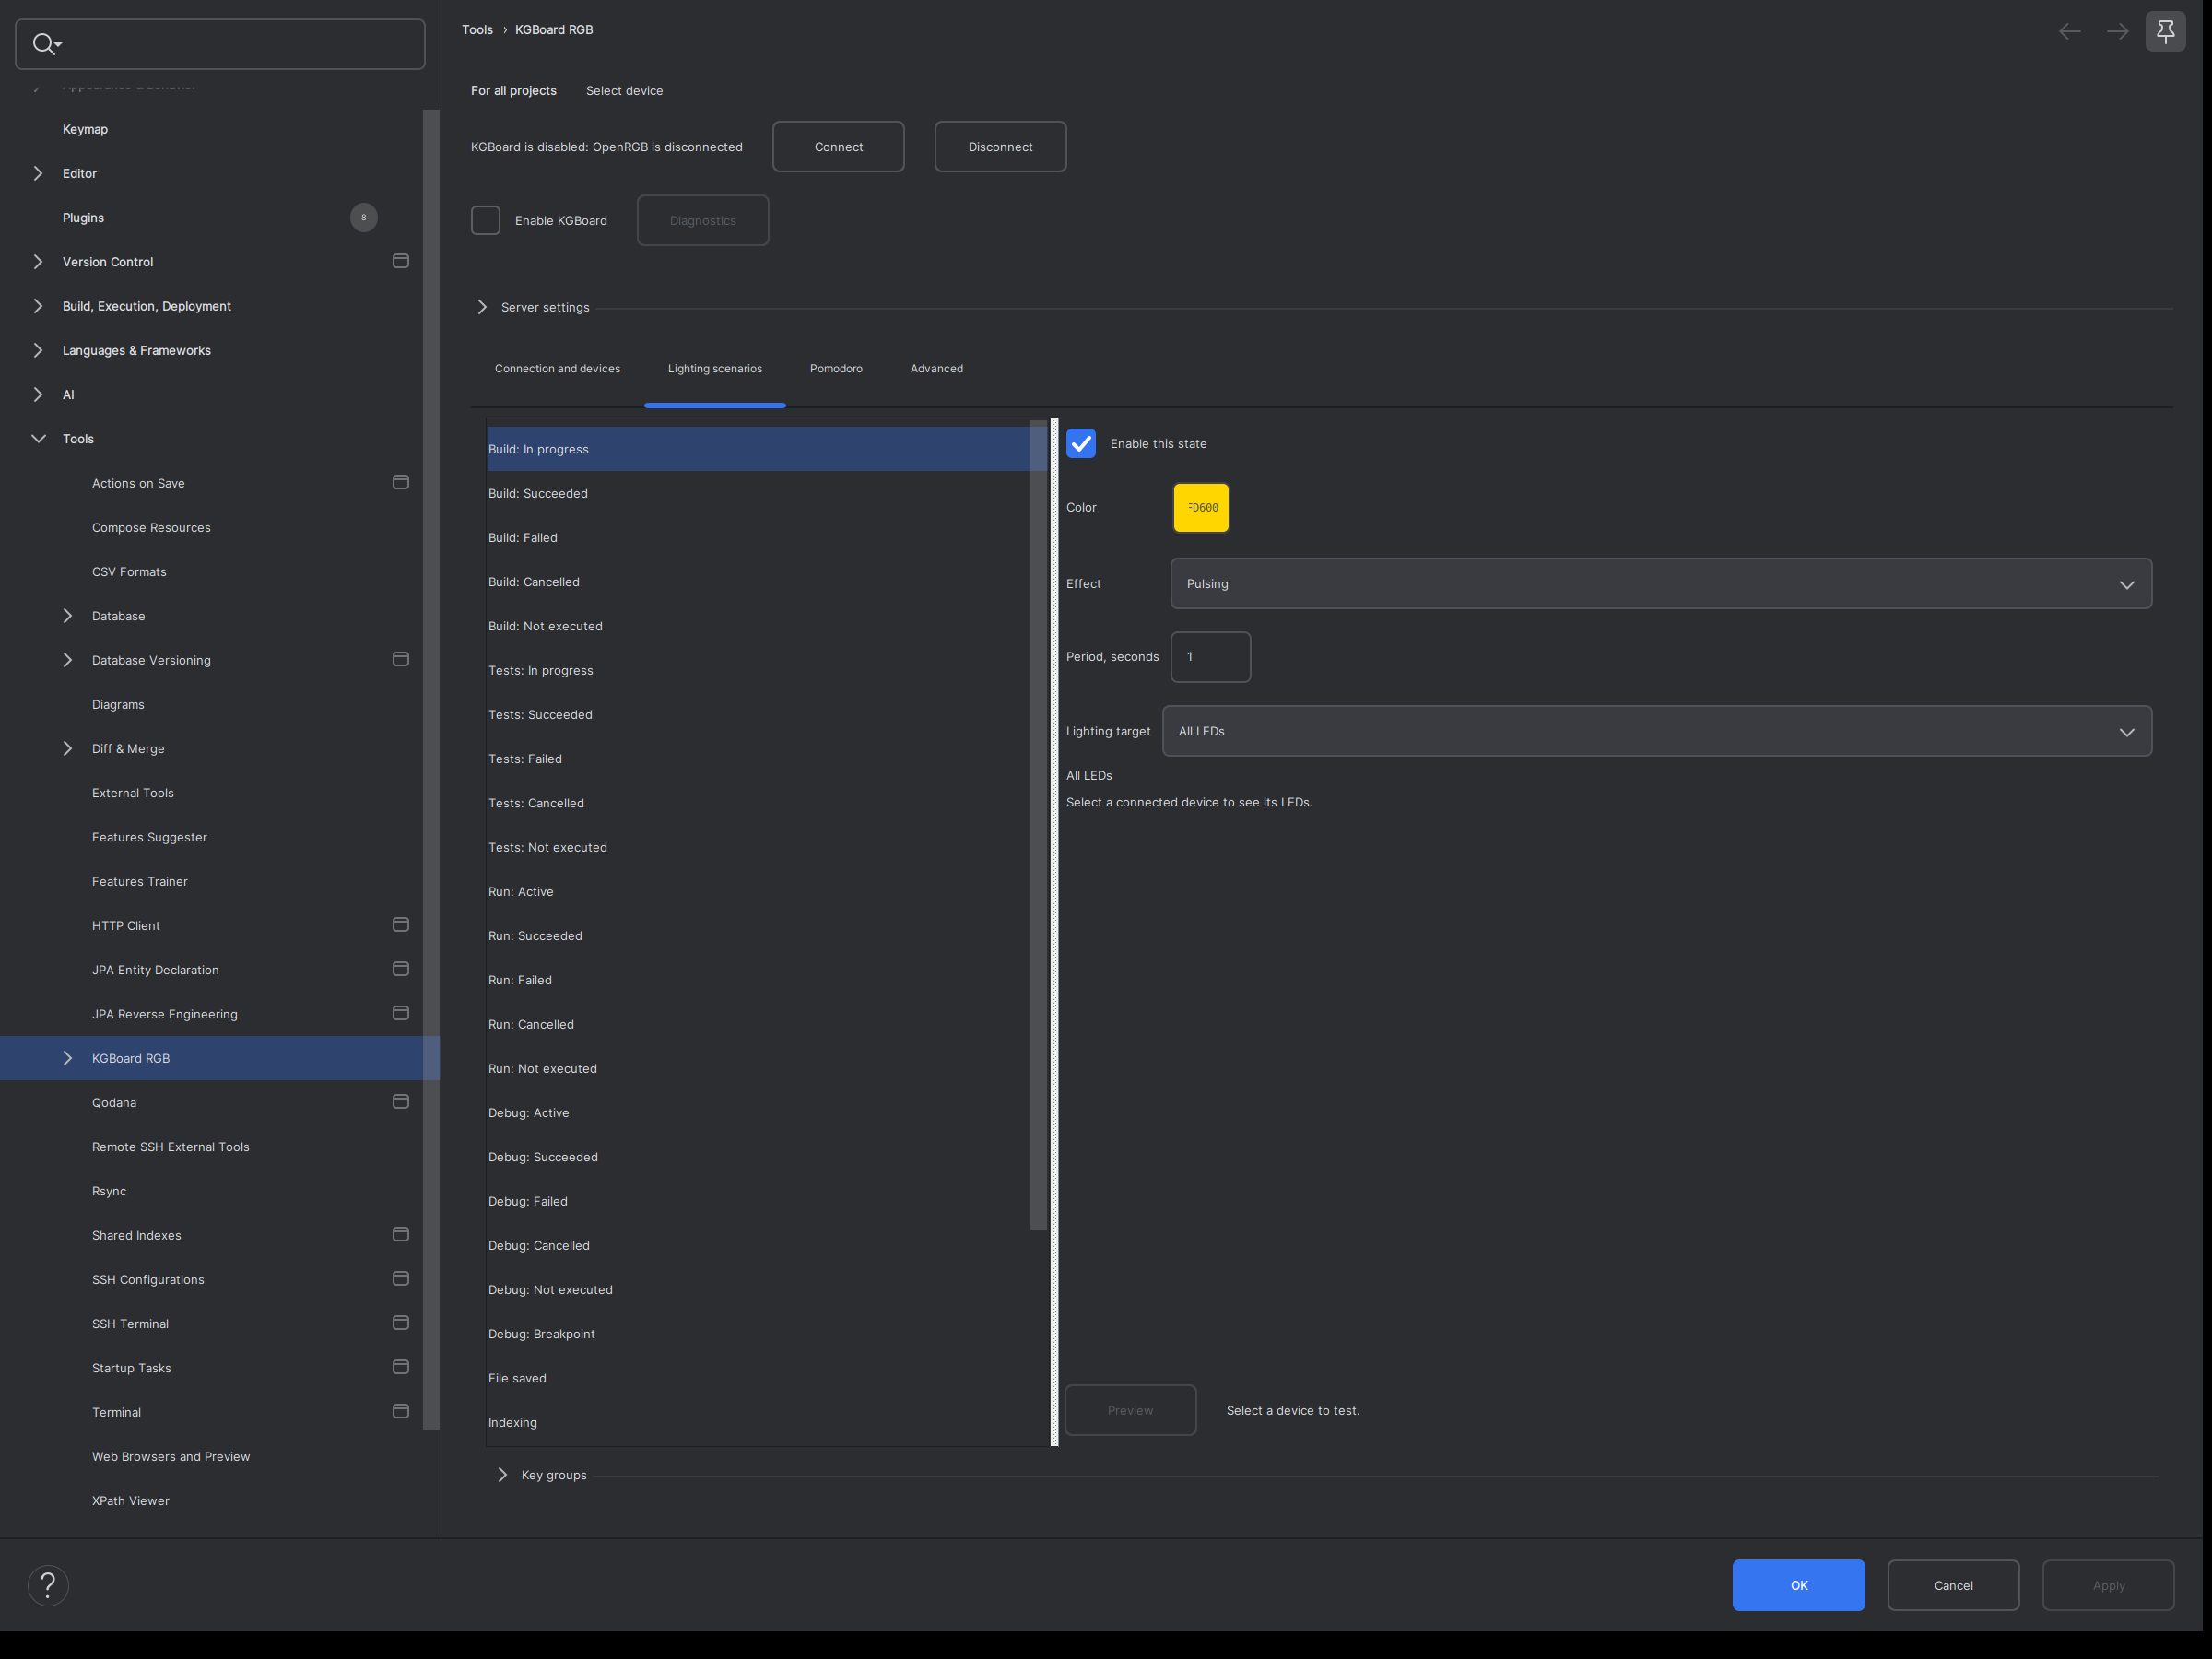 Tools › KGBoard RGB
Keymap
Editor
Plugins 8
Version Control
Build, Execution, Deployment
Languages & Frameworks
AI
Tools
Actions on Save
Compose Resources
CSV Formats
Database
Database Versioning
Diagrams
Diff & Merge
External Tools
Features Suggester
Features Trainer
HTTP Client
JPA Entity Declaration
JPA Reverse Engineering
KGBoard RGB
Qodana
Remote SSH External Tools
Rsync
Shared Indexes
SSH Configurations
SSH Terminal
Startup Tasks
Terminal
Web Browsers and Preview
XPath Viewer
For all projects Select device
KGBoard is disabled: OpenRGB is disconnected Connect Disconnect
Enable KGBoard Diagnostics
Server settings
Connection and devices Lighting scenarios Pomodoro Advanced
Build: In progress
Build: Succeeded
Build: Failed
Build: Cancelled
Build: Not executed
Tests: In progress
Tests: Succeeded
Tests: Failed
Tests: Cancelled
Tests: Not executed
Run: Active
Run: Succeeded
Run: Failed
Run: Cancelled
Run: Not executed
Debug: Active
Debug: Succeeded
Debug: Failed
Debug: Cancelled
Debug: Not executed
Debug: Breakpoint
File saved
Indexing
Enable this state
Color D600
Effect Pulsing
Period, seconds 1
Lighting target All LEDs
All LEDs
Select a connected device to see its LEDs.
Preview Select a device to test.
Key groups
? OK Cancel Apply